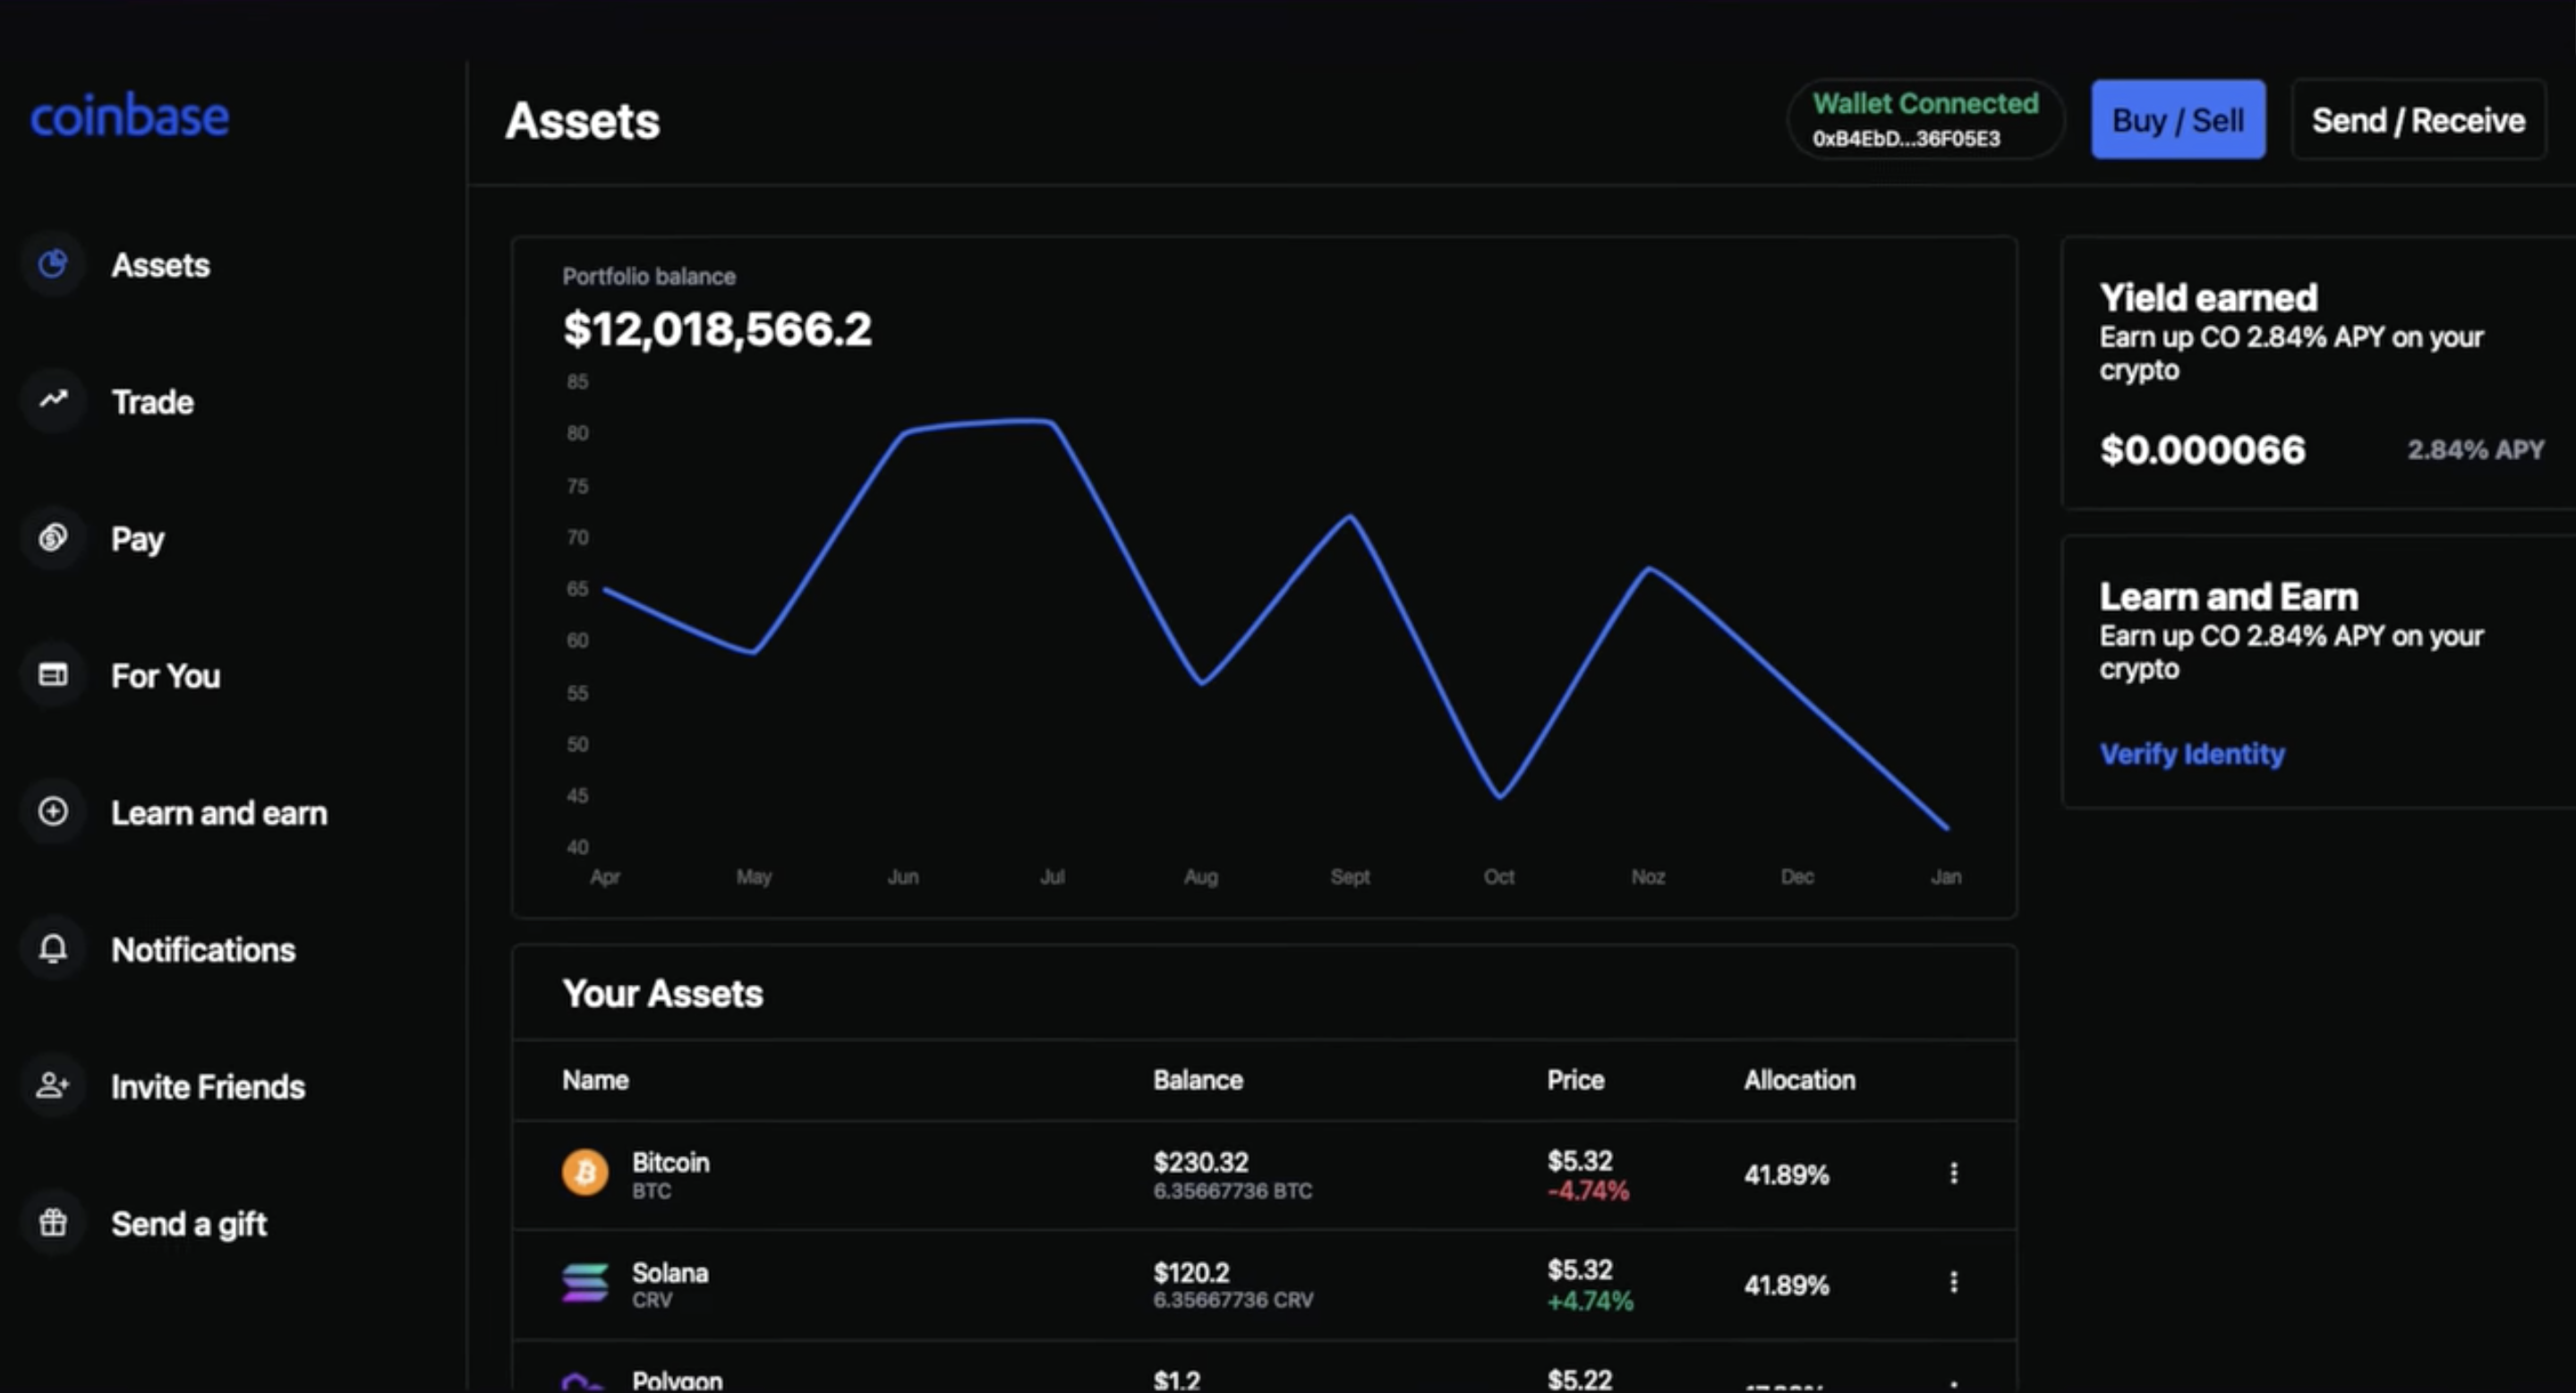 coinbase
Assets
Trade
Pay
For You
Learn and earn
Notifications
Invite Friends
Send a gift
Assets
Wallet Connected
0xB4EbD...36F05E3
Buy / Sell
Send / Receive
Portfolio balance
$12,018,566.2
85
80
75
70
65
60
55
50
45
40
Apr May Jun Jul Aug Sept Oct Noz Dec Jan
Yield earned
Earn up CO 2.84% APY on your
crypto
$0.000066 2.84% APY
Learn and Earn
Earn up CO 2.84% APY on your
crypto
Verify Identity
Your Assets
Name Balance Price Allocation
Bitcoin $230.32 $5.32 41.89%
BTC 6.35667736 BTC -4.74%
Solana $120.2 $5.32 41.89%
CRV 6.35667736 CRV +4.74%
Polygon $1.2 $5.22